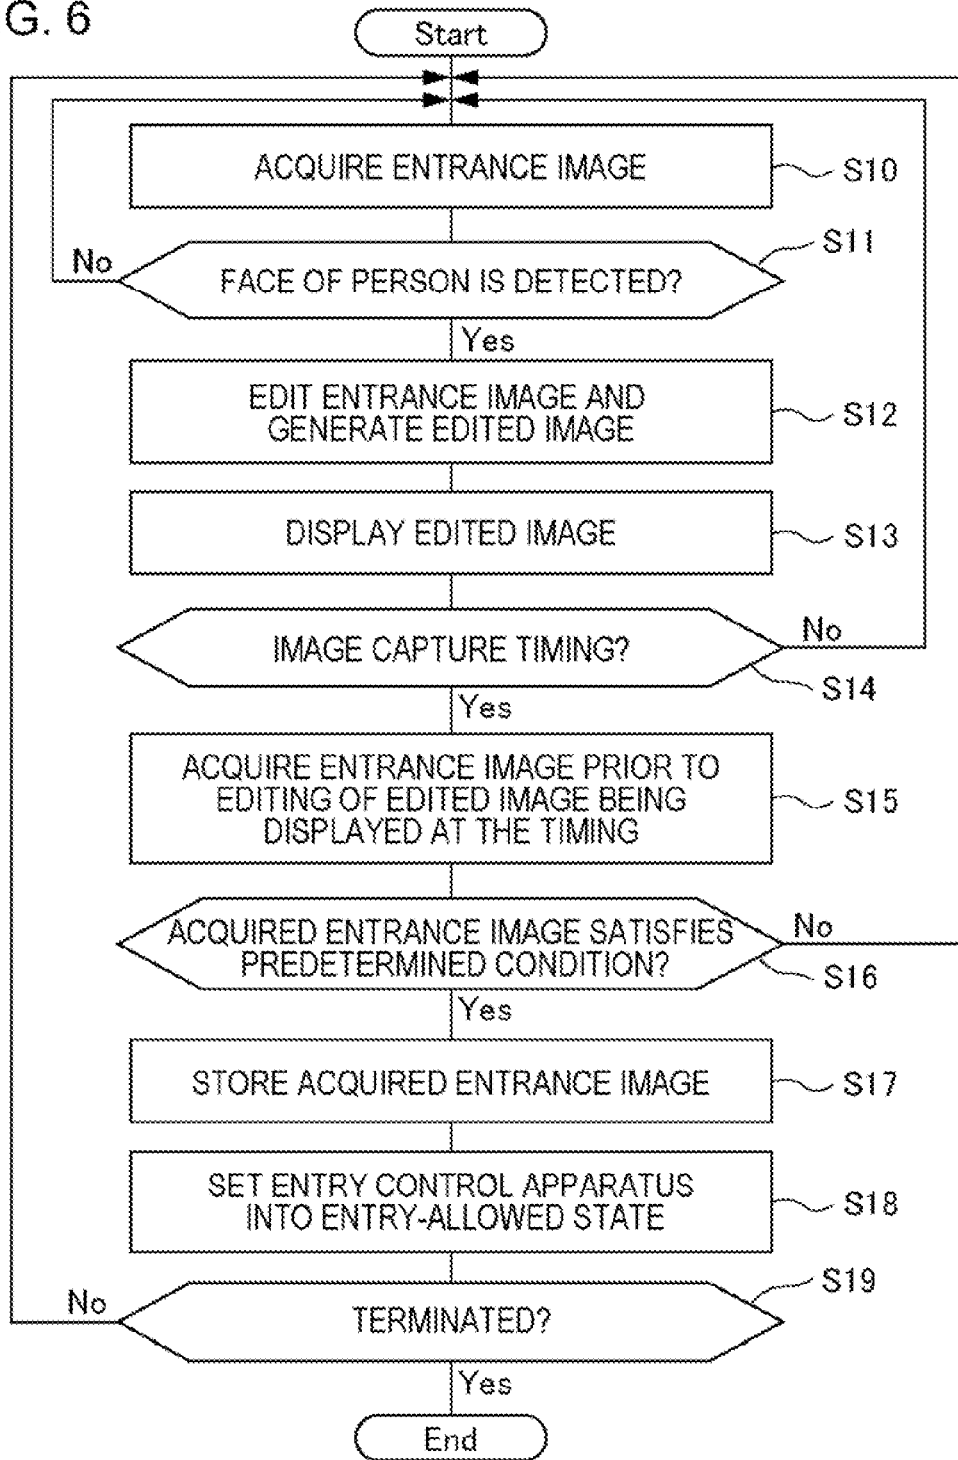 G. 6
Start
ACQUIRE ENTRANCE IMAGE
S10
FACE OF PERSON IS DETECTED?
S11
No
Yes
EDIT ENTRANCE IMAGE AND
GENERATE EDITED IMAGE
S12
DISPLAY EDITED IMAGE
S13
IMAGE CAPTURE TIMING?
No
S14
Yes
ACQUIRE ENTRANCE IMAGE PRIOR TO
EDITING OF EDITED IMAGE BEING
DISPLAYED AT THE TIMING
S15
ACQUIRED ENTRANCE IMAGE SATISFIES
PREDETERMINED CONDITION?
No
S16
Yes
STORE ACQUIRED ENTRANCE IMAGE
S17
SET ENTRY CONTROL APPARATUS
INTO ENTRY-ALLOWED STATE
S18
TERMINATED?
S19
No
Yes
End